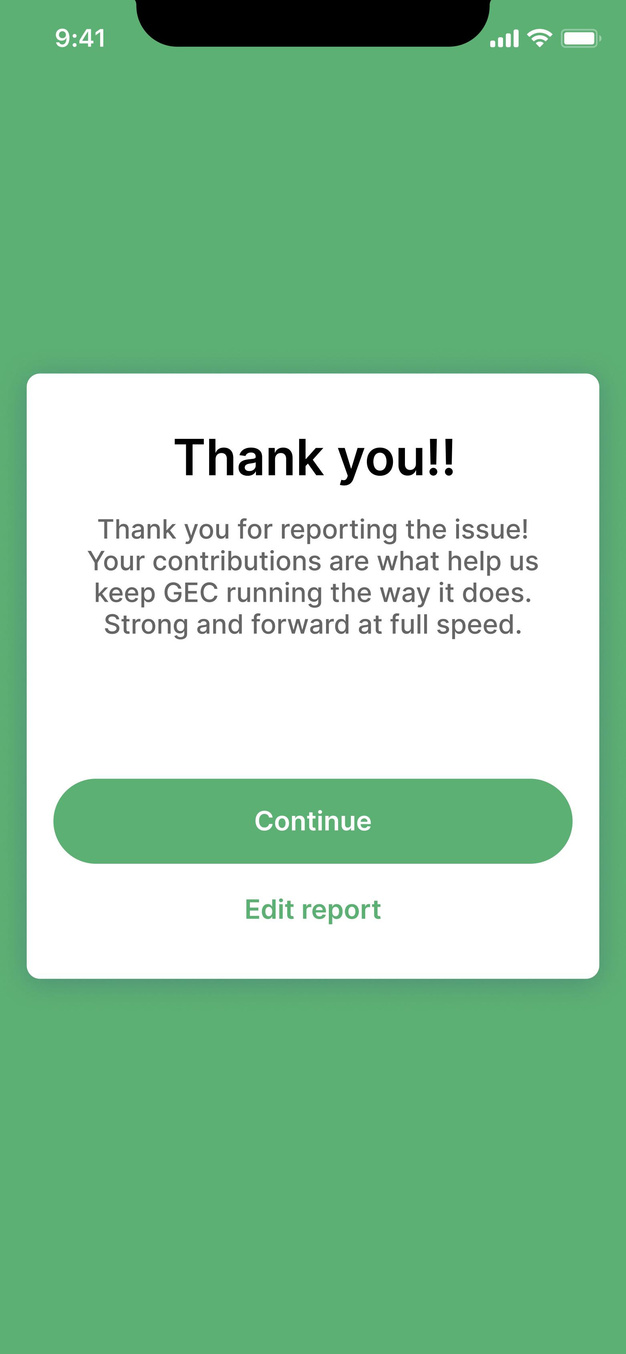 9:41
Thank you!!
Thank you for reporting the issue!
Your contributions are what help us
keep GEC running the way it does.
Strong and forward at full speed.
Continue
Edit report